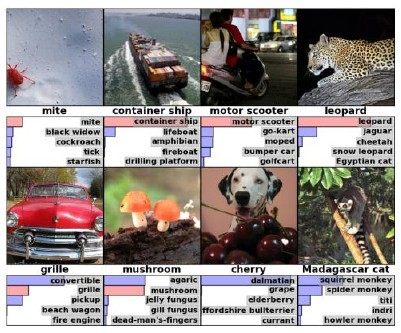 mite
container ship
motor scooter
leopard
mite
black widow
cockroach
tick
starfish
container ship
lifeboat
amphibian
fireboat
drilling platform
motor scooter
go-kart
moped
bumper car
golfcart
leopard
jaguar
cheetah
snow leopard
Egyptian cat
grille
mushroom
cherry
Madagascar cat
convertible
grille
pickup
beach wagon
fire engine
agaric
mushroom
jelly fungus
gill fungus
dead-man's-fingers
dalmatian
grape
elderberry
ffordshire bullterrier
currant
squirrel monkey
spider monkey
titi
indri
howler monkey